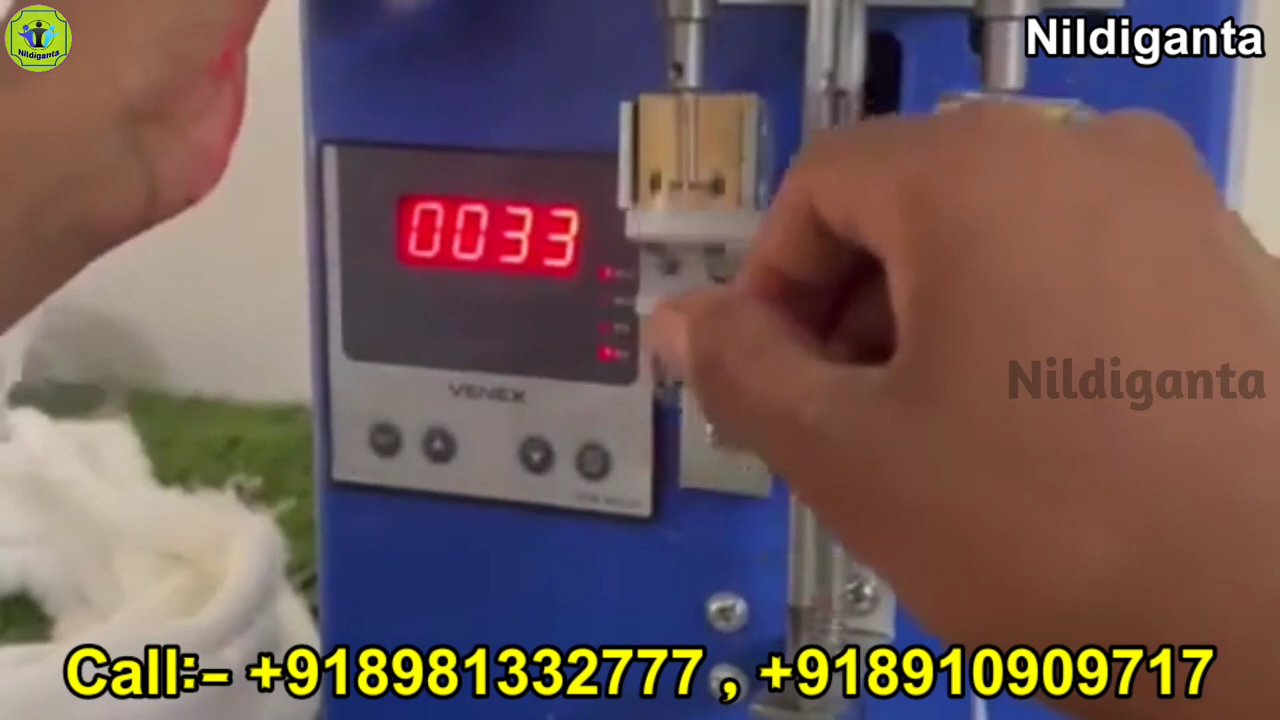 Nildiganta
Nildiganta
0033
VENEX
Nildiganta
Call:- +918981332777 , +918910909717